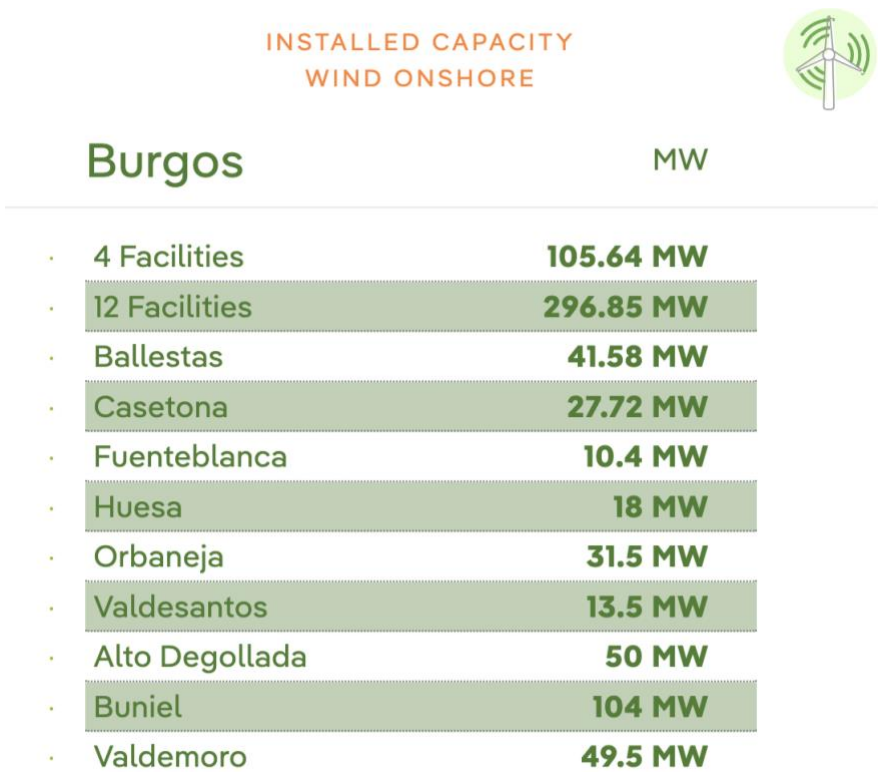 INSTALLED CAPACITY
WIND ONSHORE
Burgos MW
4 Facilities 105.64 MW
12 Facilities 296.85 MW
Ballestas 41.58 MW
Casetona 27.72 MW
Fuenteblanca 10.4 MW
Huesa 18 MW
Orbaneja 31.5 MW
Valdesantos 13.5 MW
Alto Degollada 50 MW
Buniel 104 MW
Valdemoro 49.5 MW